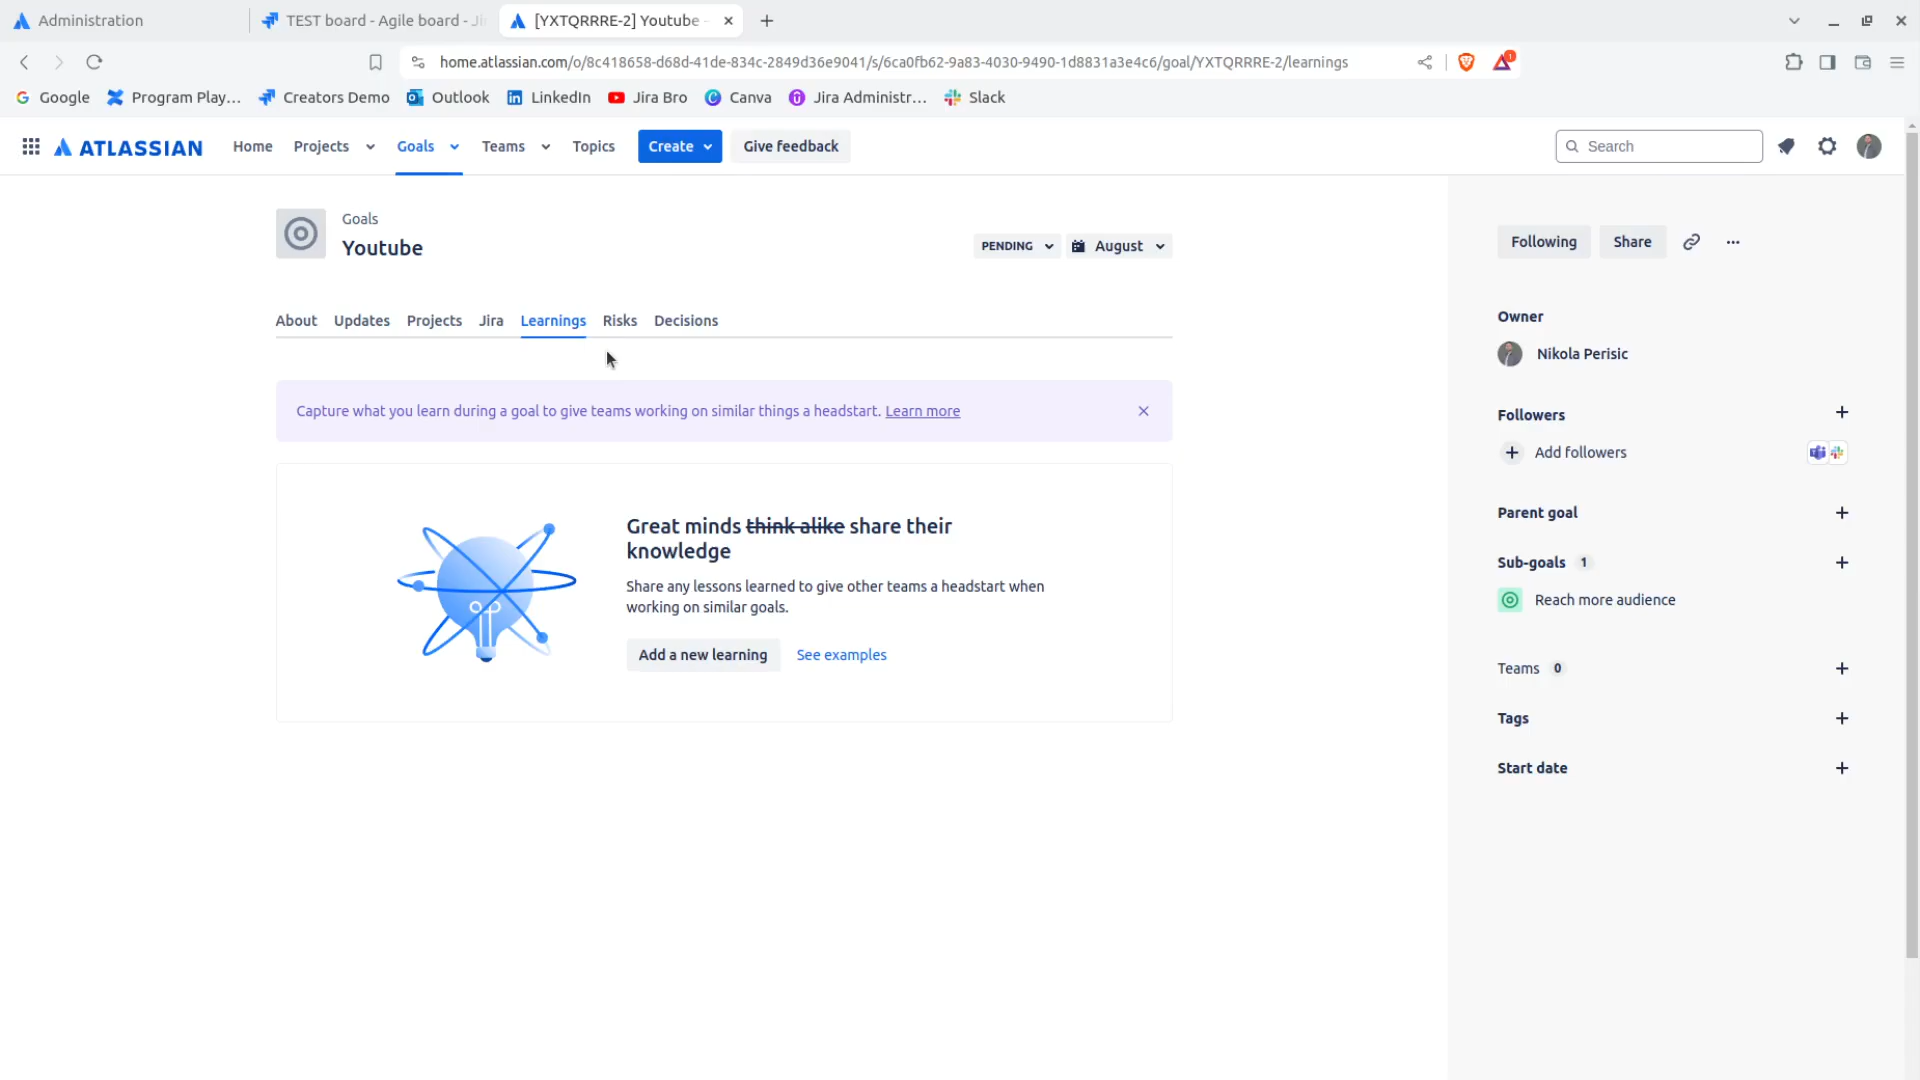 Administration
TEST board - Agile board - Ji
[YXTQRRRE-2] Youtube -
home.atlassian.com/o/8c418658-d68d-41de-834c-2849d36e9041/s/6ca0fb62-9a83-4030-9490-1d8831a3e4c6/goal/YXTQRRRE-2/learnings
1
Google
Program Play...
Creators Demo
Outlook
LinkedIn
Jira Bro
Canva
Jira Administr...
Slack
ATLASSIAN
Home
Projects
Goals
Teams
Topics
Create
Give feedback
Search
Goals
Youtube
PENDING
August
Following
Share
About
Updates
Projects
Jira
Learnings
Risks
Decisions
Capture what you learn during a goal to give teams working on similar things a headstart. Learn more
Great minds think alike share their
knowledge
Share any lessons learned to give other teams a headstart when
working on similar goals.
Add a new learning
See examples
Owner
Nikola Perisic
Followers
Add followers
Parent goal
Sub-goals 1
Reach more audience
Teams 0
Tags
Start date